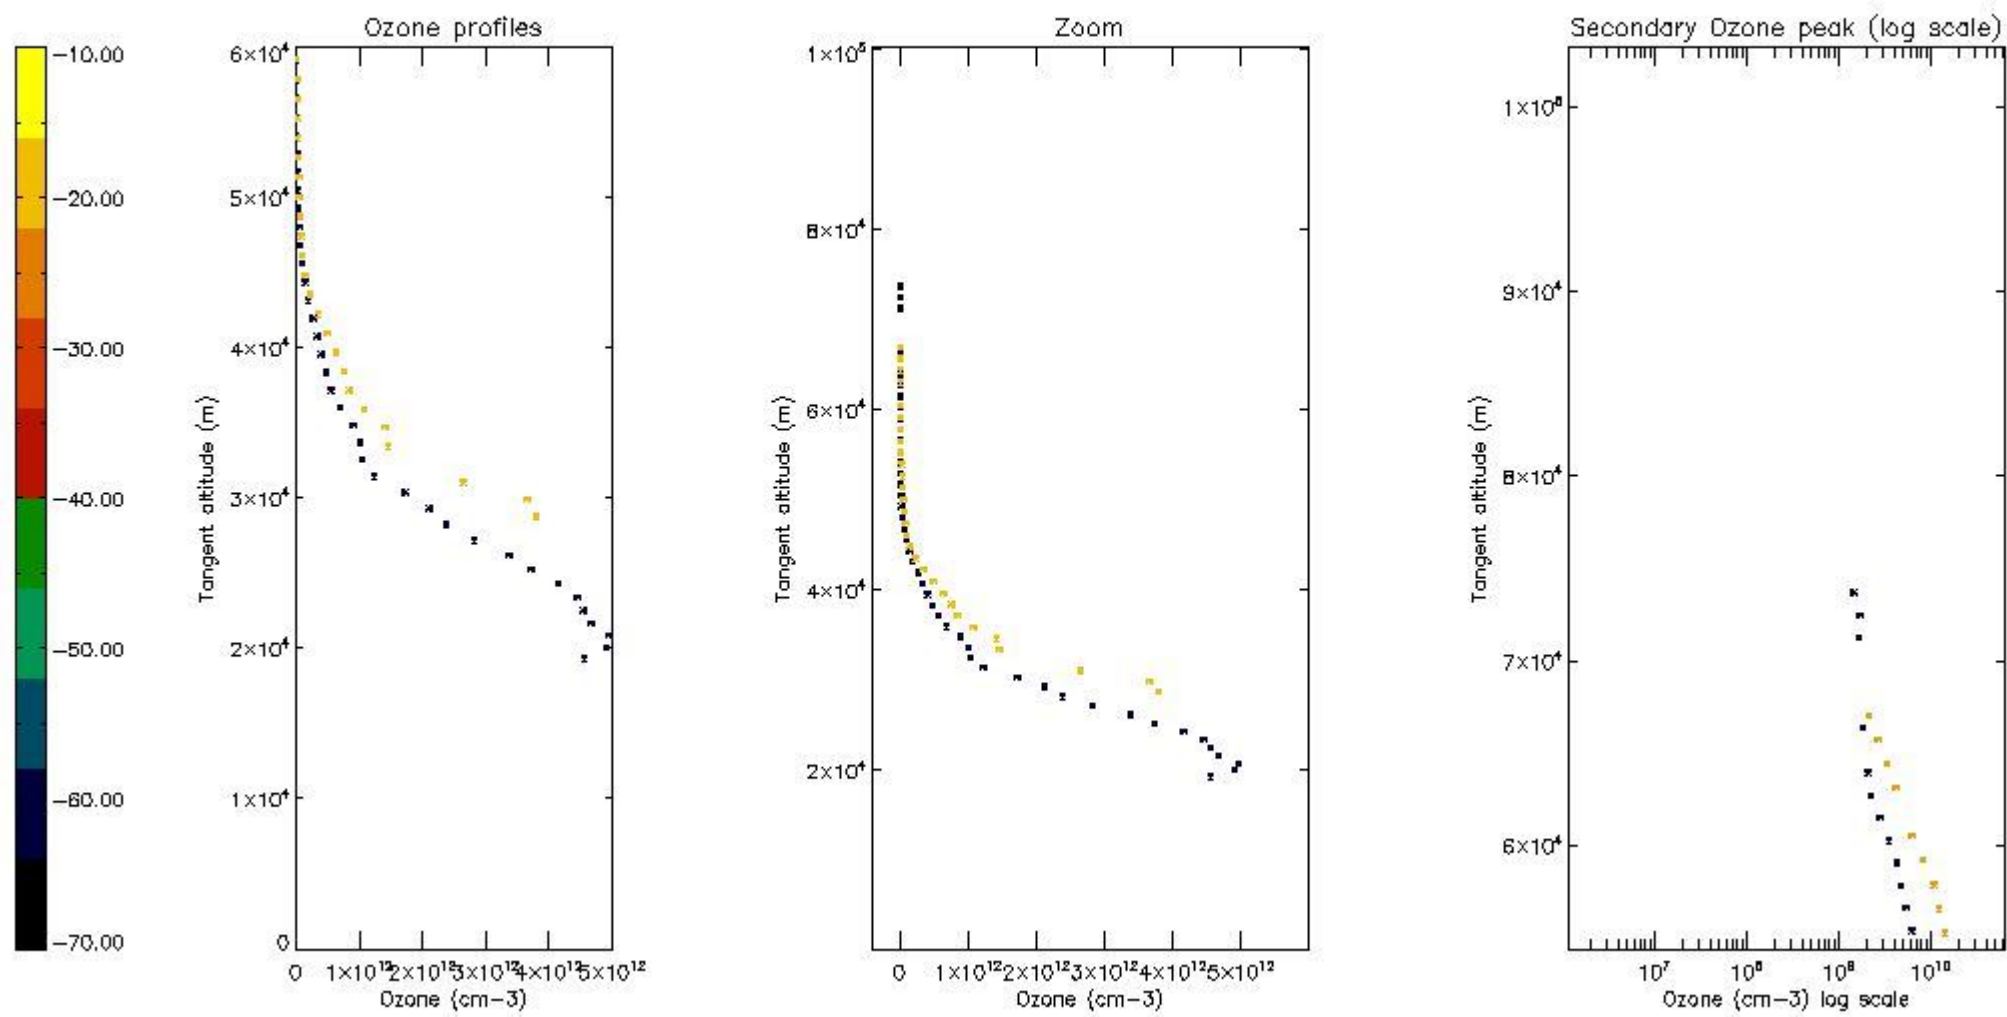 Ozone profiles
Zoom
Secondary Ozone peak (log scale)
−10.00
−20.00
−30.00
−40.00
−50.00
−60.00
−70.00
6×10⁴
5×10⁴
4×10⁴
3×10⁴
2×10⁴
1×10⁴
0
Tangent altitude (m)
0 1×10¹² 2×10¹² 3×10¹² 4×10¹² 5×10¹²
Ozone (cm−3)
1×10⁵
8×10⁴
6×10⁴
4×10⁴
2×10⁴
Tangent altitude (m)
0 1×10¹² 2×10¹² 3×10¹² 4×10¹² 5×10¹²
Ozone (cm−3)
1×10⁵
9×10⁴
8×10⁴
7×10⁴
6×10⁴
Tangent altitude (m)
10⁷ 10⁸ 10⁹ 10¹⁰
Ozone (cm−3) log scale